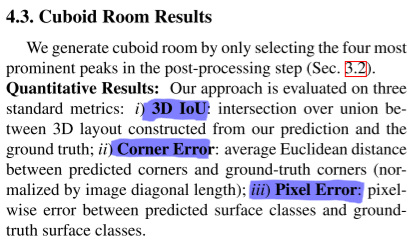 4.3. Cuboid Room Results
We generate cuboid room by only selecting the four most
prominent peaks in the post-processing step (Sec. 3.2).
Quantitative Results: Our approach is evaluated on three
standard metrics: i) 3D IoU: intersection over union be-
tween 3D layout constructed from our prediction and the
ground truth; ii) Corner Error: average Euclidean distance
between predicted corners and ground-truth corners (nor-
malized by image diagonal length); iii) Pixel Error: pixel-
wise error between predicted surface classes and ground-
truth surface classes.